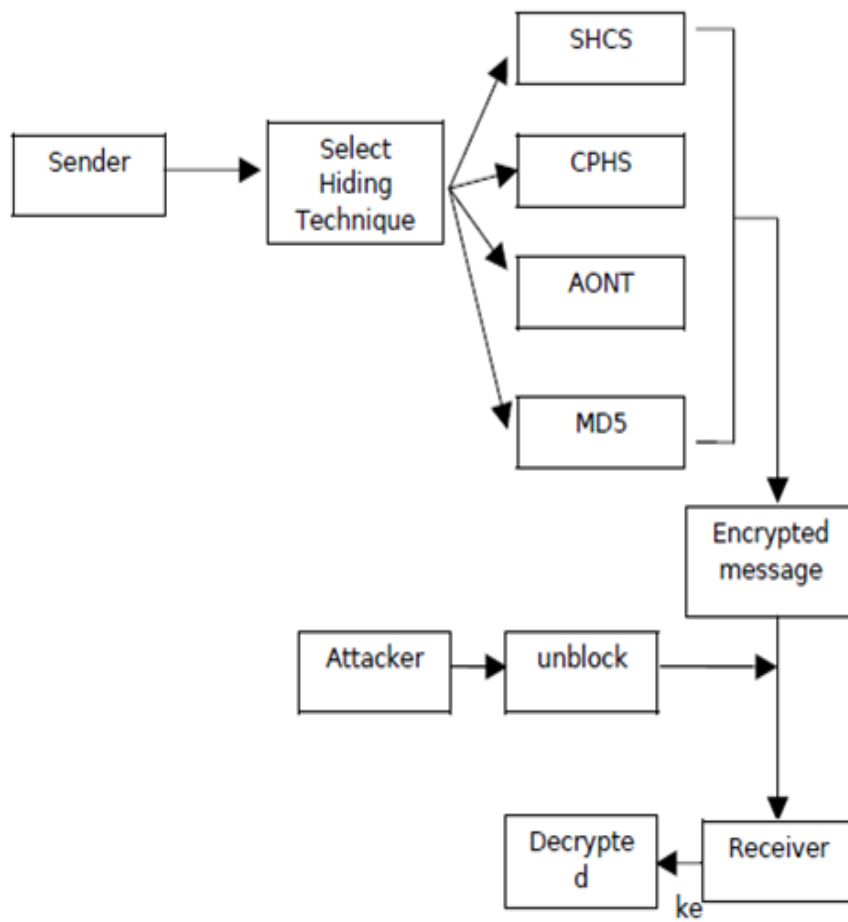 SHCS
Sender
Select
Hiding
Technique
CPHS
AONT
MD5
Encrypted
message
Attacker
unblock
Decrypte
d
Receiver
ke